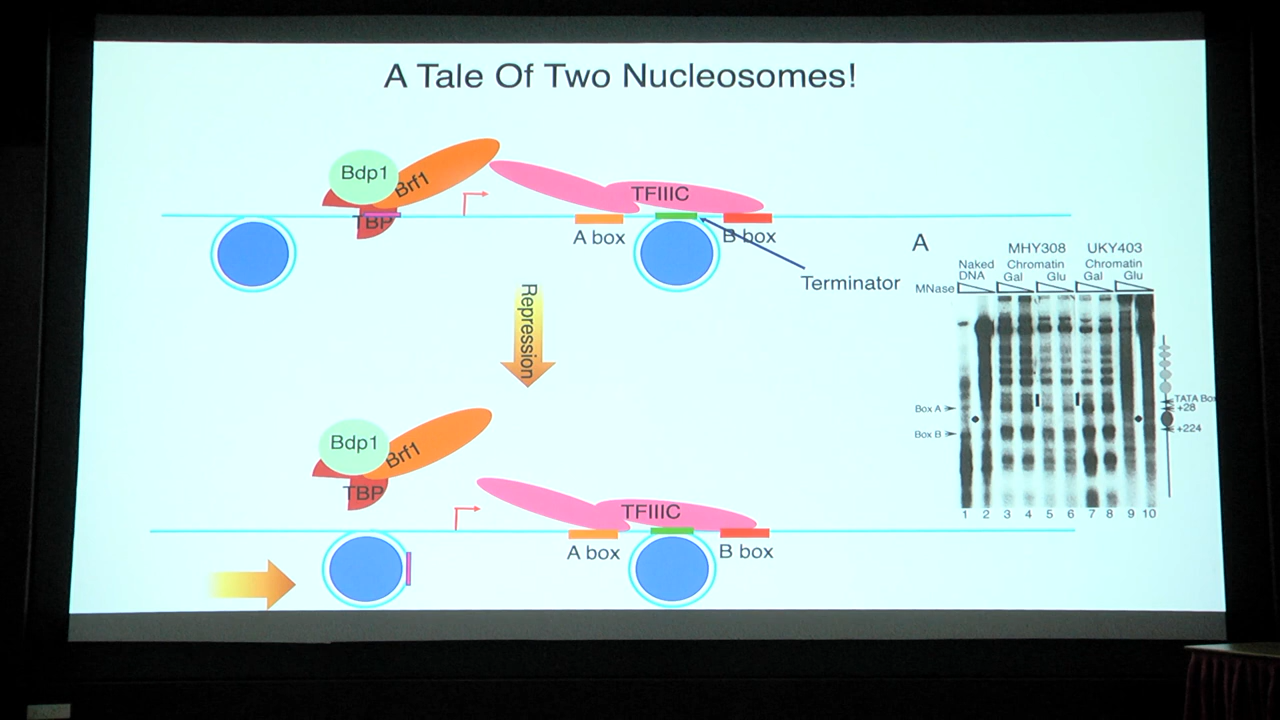 A Tale Of Two Nucleosomes!
Bdp1
Brf1
TBP
TFIIIC
A box
B box
Terminator
Repression
Bdp1
Brf1
TBP
TFIIIC
A box
B box
A
MHY308 UKY403
Naked DNA
Chromatin Chromatin
Gal Glu Gal Glu
MNase
Box A
Box B
TATA Box
+28
+224
1 2 3 4 5 6 7 8 9 10